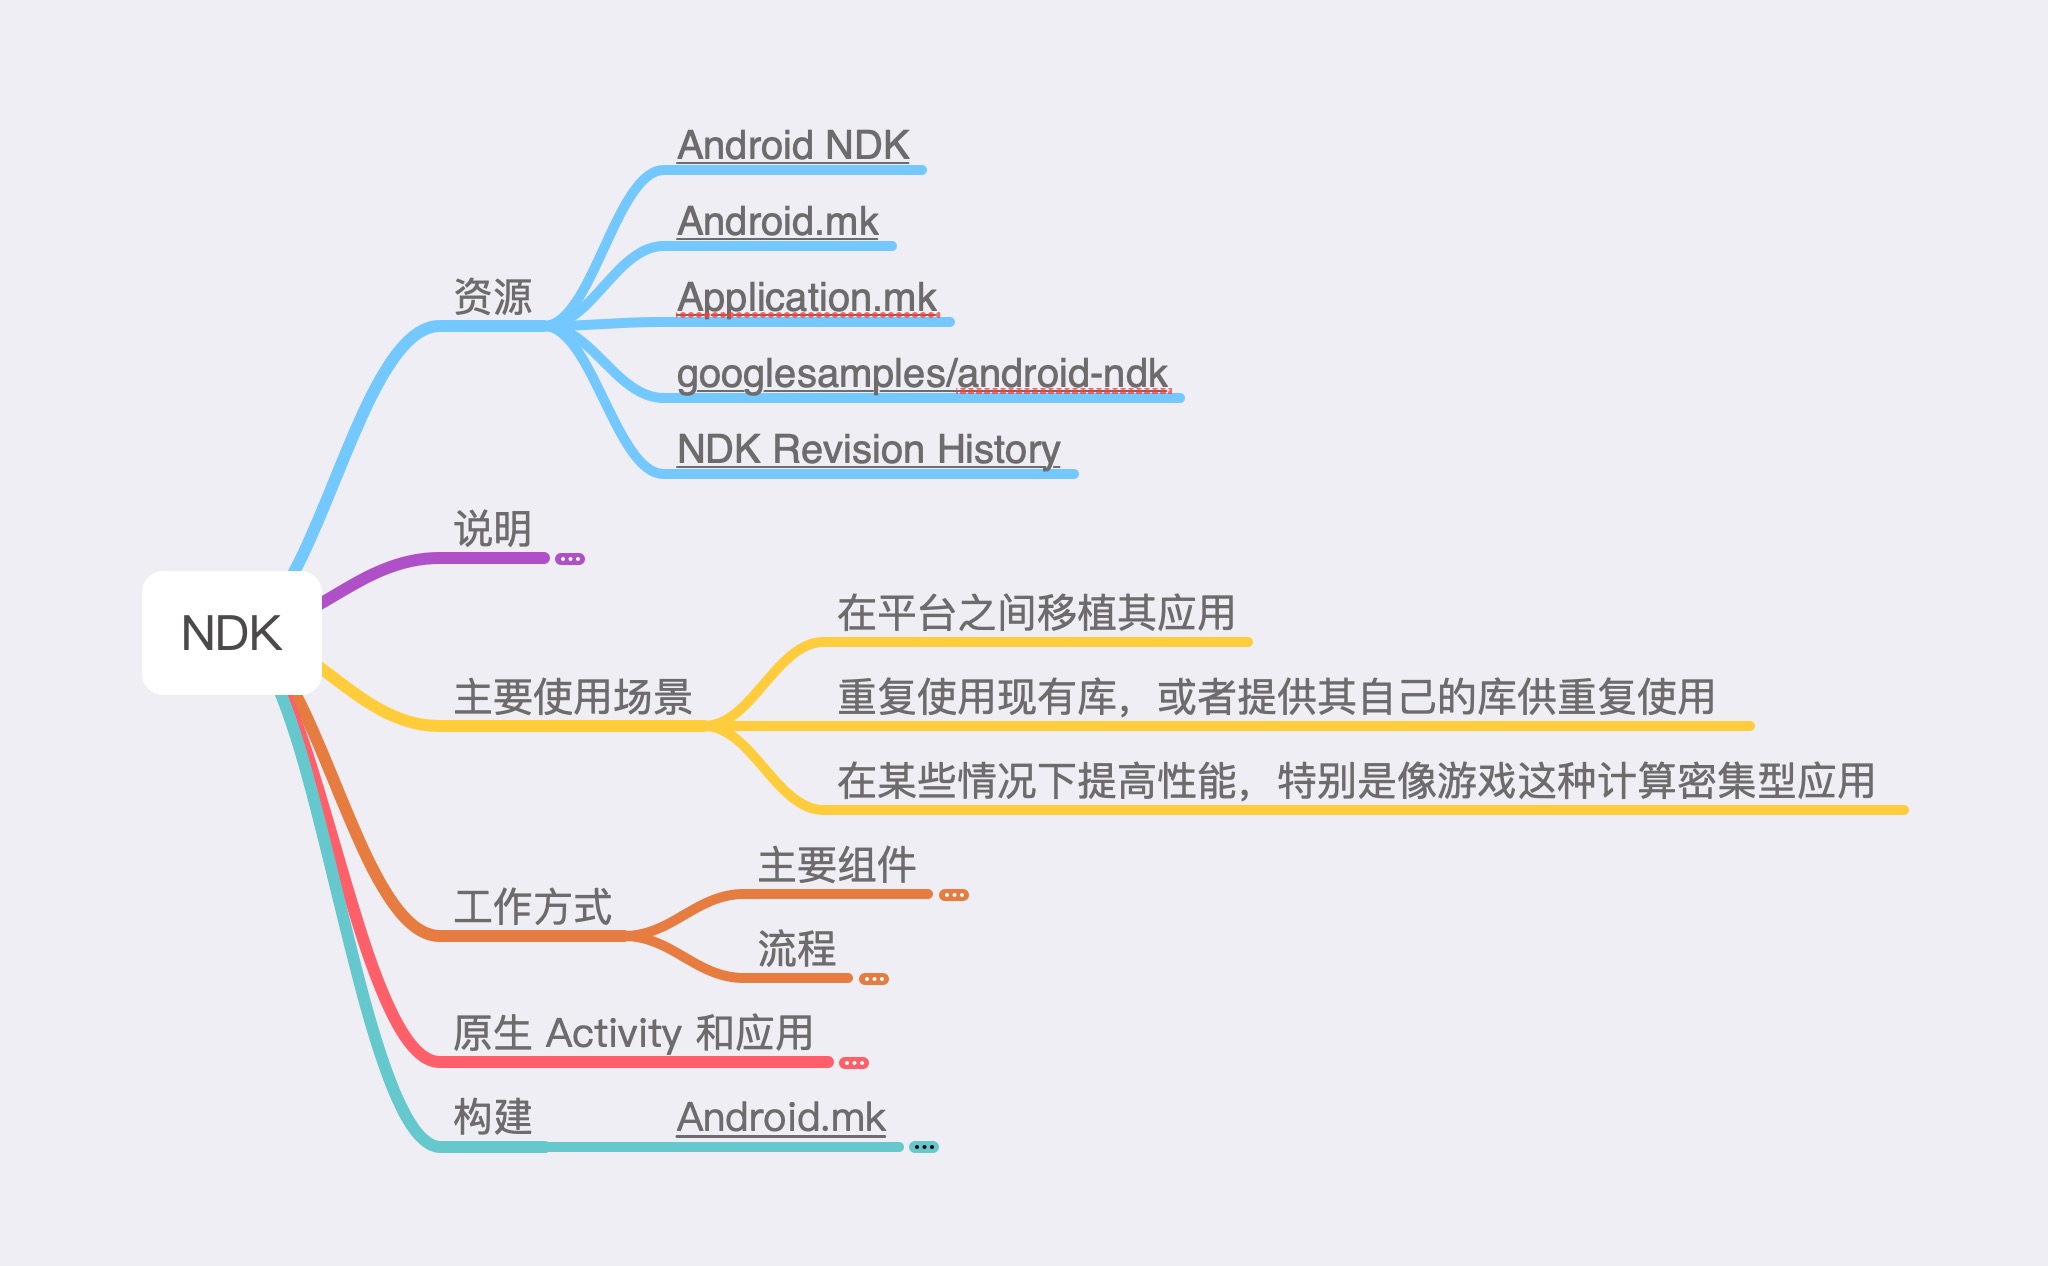 Android NDK
Android.mk
Application.mk
资源
googlesamples/android-ndk
NDK Revision History
说明
NDK
在平台之间移植其应用
主要使用场景
重复使用现有库，或者提供其自己的库供重复使用
在某些情况下提高性能，特别是像游戏这种计算密集型应用
主要组件
工作方式
流程
原生 Activity 和应用
构建
Android.mk